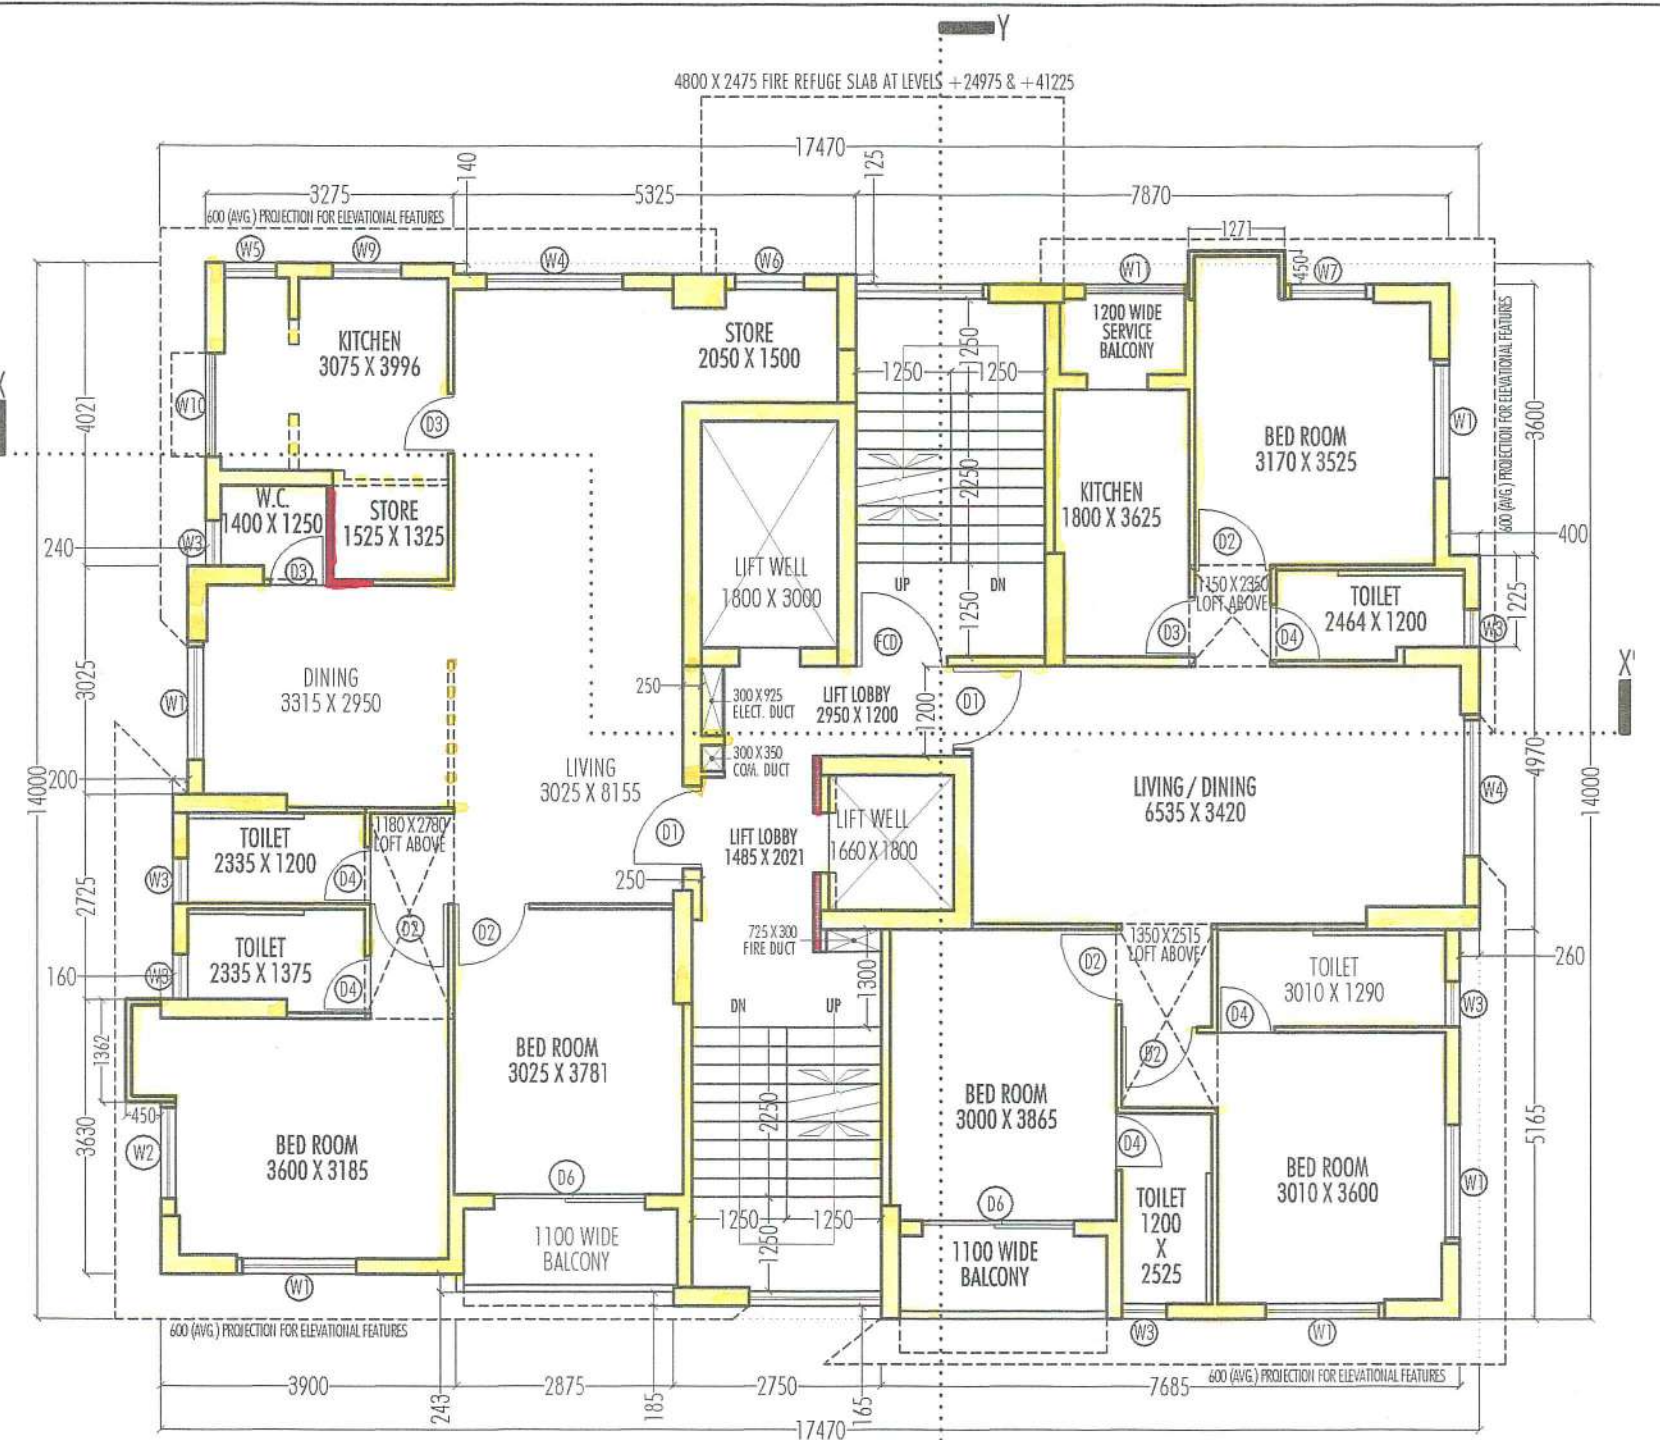 Y
4800 X 2475 FIRE REFUGE SLAB AT LEVELS +24975 & +41225
17470
140
125
3275
5325
7870
600 (AVG.) PROJECTION FOR ELEVATIONAL FEATURES
1271
W5
W9
W4
W6
W1
450
W7
KITCHEN
3075 X 3996
STORE
2050 X 1500
1200 WIDE
SERVICE
BALCONY
1250
1250
1250
600 (AVG.) PROJECTION FOR ELEVATIONAL FEATURES
X
4021
W10
D3
3600
W1
BED ROOM
3170 X 3525
2250
KITCHEN
1800 X 3625
W.C.
1400 X 1250
STORE
1525 X 1325
240
W3
D3
D2
400
LIFT WELL
1800 X 3000
UP
DN
1250
1150 X 2350
LOFT ABOVE
TOILET
2464 X 1200
1225
W3
FCD
D3
D4
DINING
3315 X 2950
3025
W1
250
300 X 925
ELECT. DUCT
LIFT LOBBY
2950 X 1200
1200
D1
X'
300 X 350
COM. DUCT
LIVING
3025 X 8155
200
14000
LIVING / DINING
6535 X 3420
4970
W4
14000
1180 X 2780
LOFT ABOVE
TOILET
2335 X 1200
D1
LIFT LOBBY
1485 X 2021
LIFT WELL
1660 X 1800
W3
D4
250
2725
D2
D2
725 X 300
FIRE DUCT
1350 X 2515
LOFT ABOVE
TOILET
2335 X 1375
160
W3
D4
D2
1300
TOILET
3010 X 1290
260
DN
UP
D4
W3
1362
BED ROOM
3025 X 3781
D2
450
2250
BED ROOM
3000 X 3865
W2
3630
BED ROOM
3600 X 3185
D4
5165
BED ROOM
3010 X 3600
W1
D6
D6
TOILET
1200
X
2525
1250
1250
1250
1100 WIDE
BALCONY
1100 WIDE
BALCONY
W1
W3
W1
600 (AVG.) PROJECTION FOR ELEVATIONAL FEATURES
600 (AVG.) PROJECTION FOR ELEVATIONAL FEATURES
3900
2875
2750
7685
243
185
165
17470